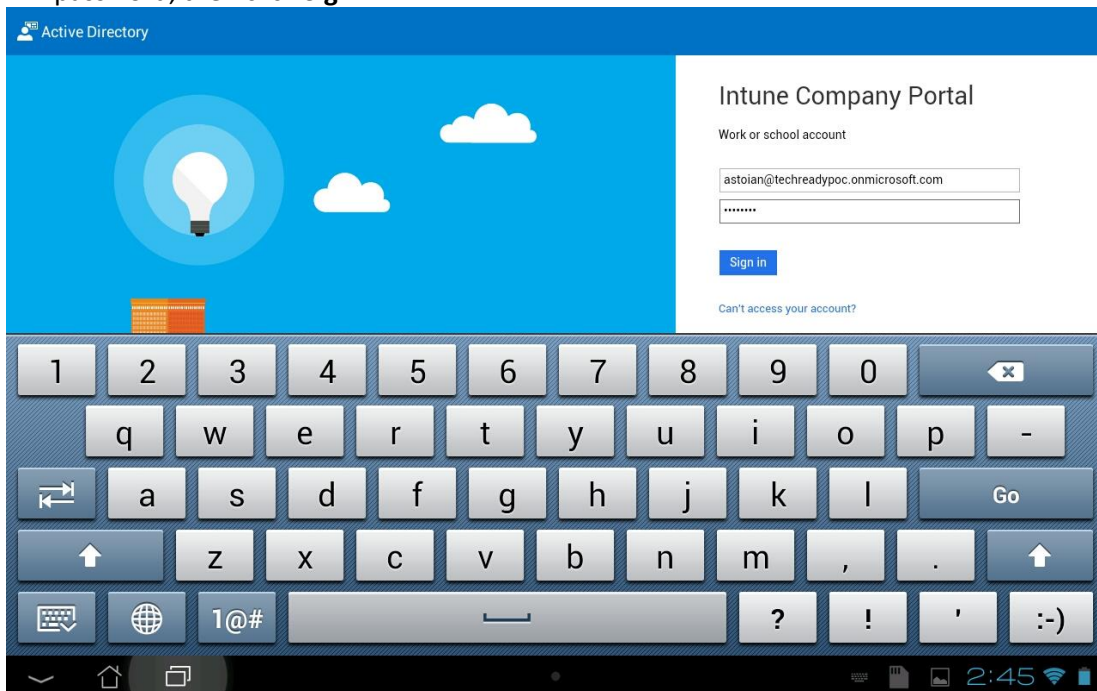 Active Directory
Intune Company Portal
Work or school account
astoian@techreadypoc.onmicrosoft.com
••••••••
Sign in
Can't access your account?
1 2 3 4 5 6 7 8 9 0
q w e r t y u i o p -
a s d f g h j k l Go
z x c v b n m , .
1@# ? ! ' :-)
2:45